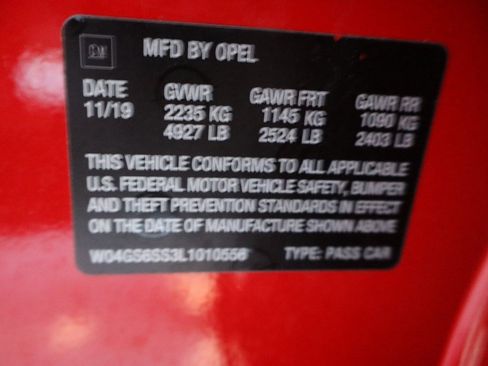 GM MFD BY OPEL
DATE GVWR GAWR FRT GAWR RR
11/19 2235 KG 1145 KG 1090 KG
4927 LB 2524 LB 2403 LB
THIS VEHICLE CONFORMS TO ALL APPLICABLE
U.S. FEDERAL MOTOR VEHICLE SAFETY, BUMPER
AND THEFT PREVENTION STANDARDS IN EFFECT
ON THE DATE OF MANUFACTURE SHOWN ABOVE.
W04GS6SS3L1010556 TYPE: PASS CAR